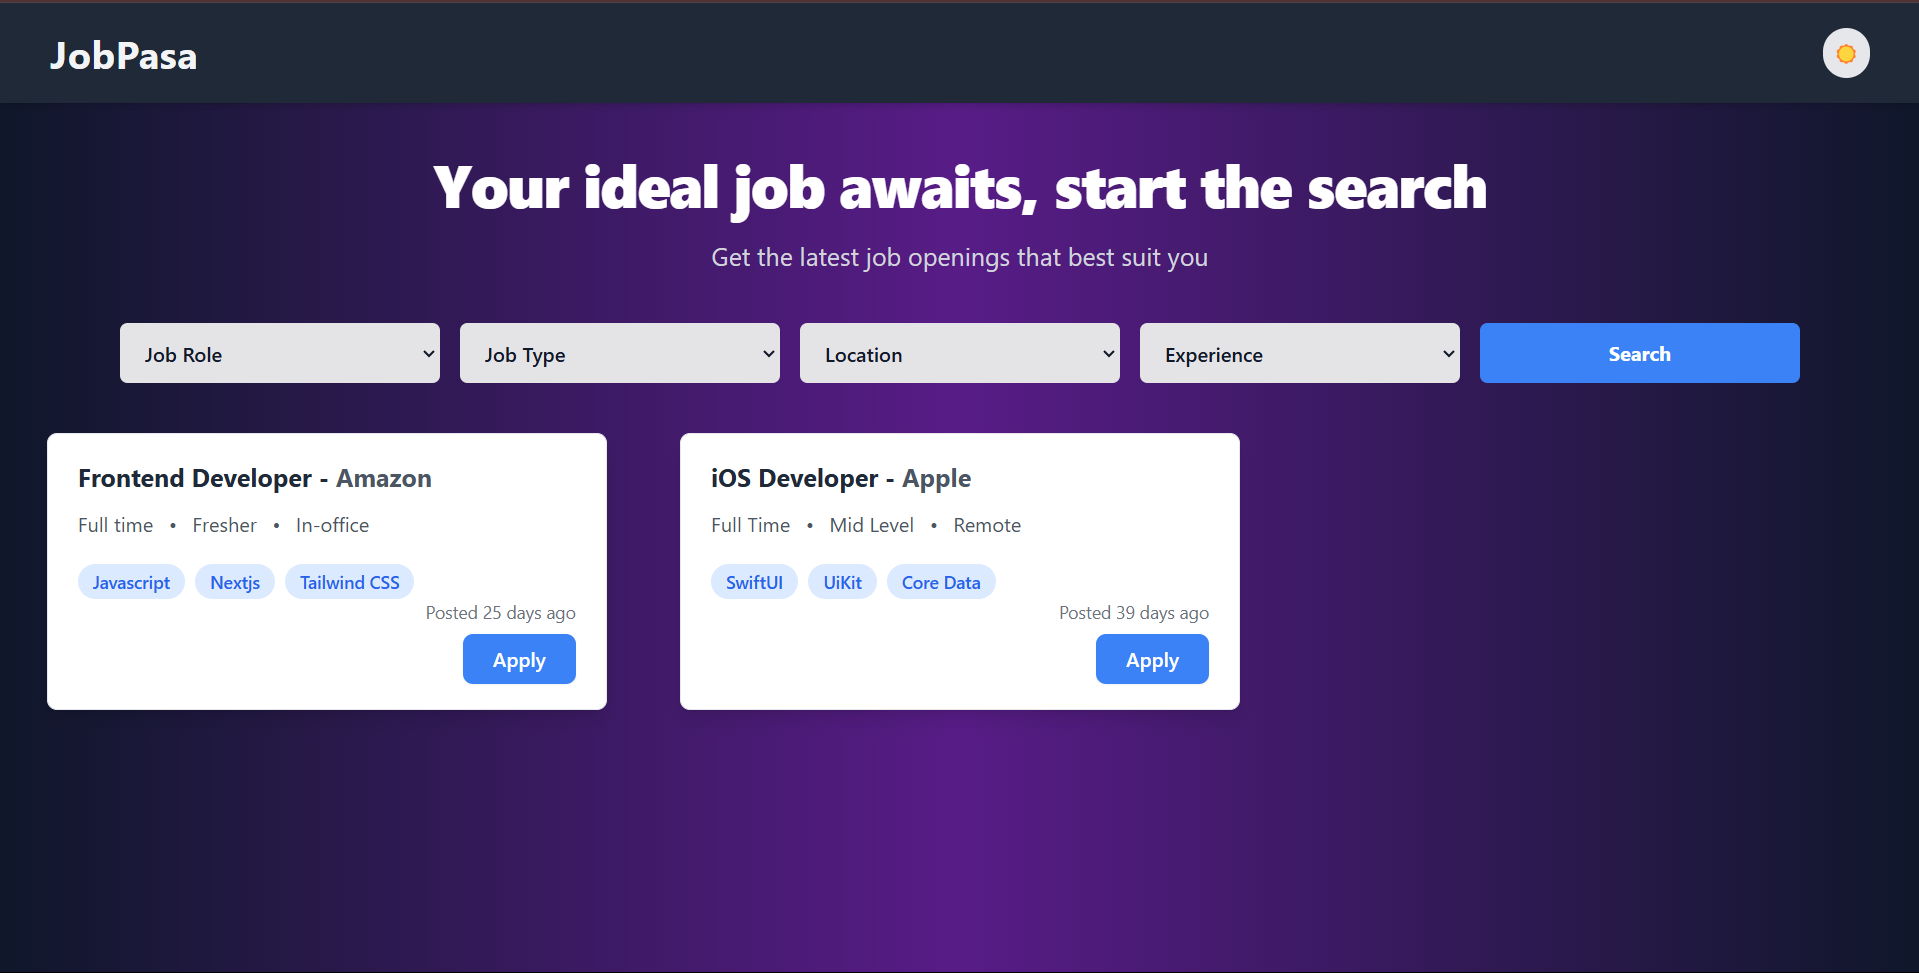 JobPasa
Your ideal job awaits, start the search
Get the latest job openings that best suit you
Job Role
Job Type
Location
Experience
Search
Frontend Developer - Amazon
Full time • Fresher • In-office
Javascript Nextjs Tailwind CSS
Posted 25 days ago
Apply
iOS Developer - Apple
Full Time • Mid Level • Remote
SwiftUI UiKit Core Data
Posted 39 days ago
Apply